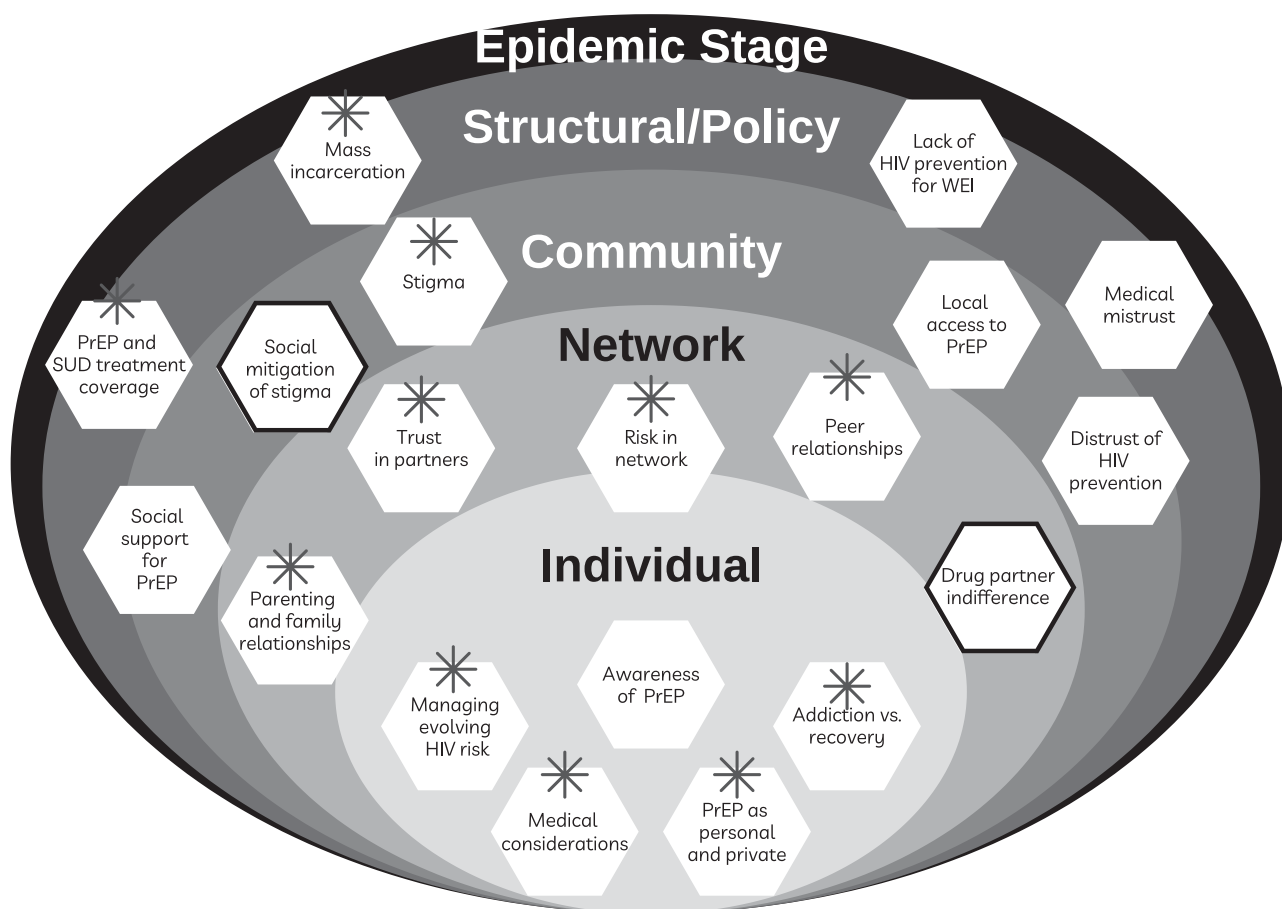 Epidemic Stage
Structural/Policy
Mass
incarceration
Lack of
HIV prevention
for WEI
Community
Stigma
Local
access to
PrEP
Medical
mistrust
PrEP and
SUD treatment
coverage
Social
mitigation
of stigma
Network
Trust
in partners
Risk in
network
Peer
relationships
Distrust of
HIV
prevention
Social
support
for
PrEP
Individual
Drug partner
indifference
Parenting
and family
relationships
Managing
evolving
HIV risk
Awareness
of PrEP
Addiction vs.
recovery
Medical
considerations
PrEP as
personal
and private